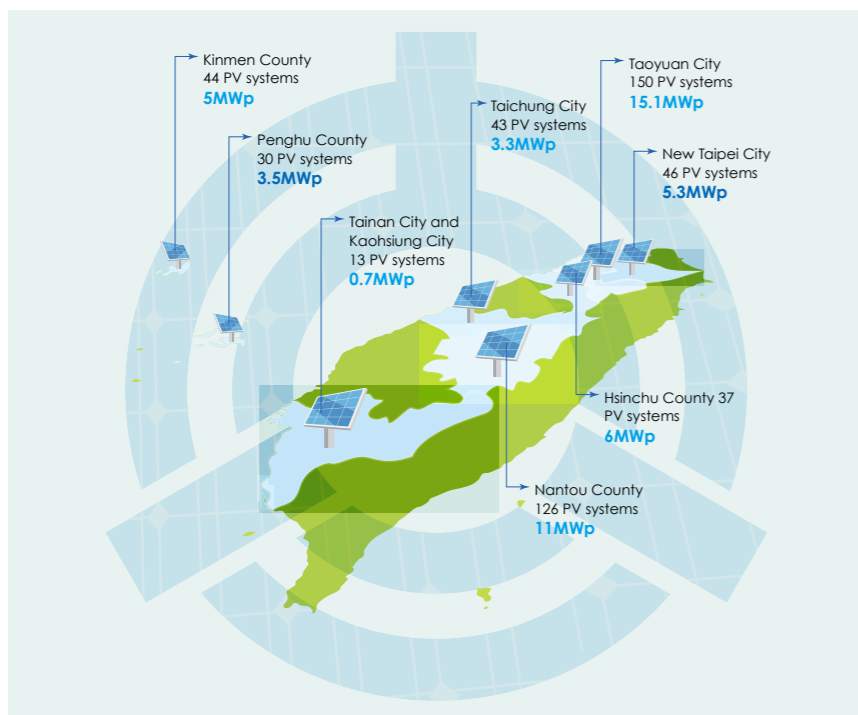 Kinmen County
44 PV systems
5MWp
Penghu County
30 PV systems
3.5MWp
Tainan City and
Kaohsiung City
13 PV systems
0.7MWp
Taichung City
43 PV systems
3.3MWp
Taoyuan City
150 PV systems
15.1MWp
New Taipei City
46 PV systems
5.3MWp
Hsinchu County 37
PV systems
6MWp
Nantou County
126 PV systems
11MWp